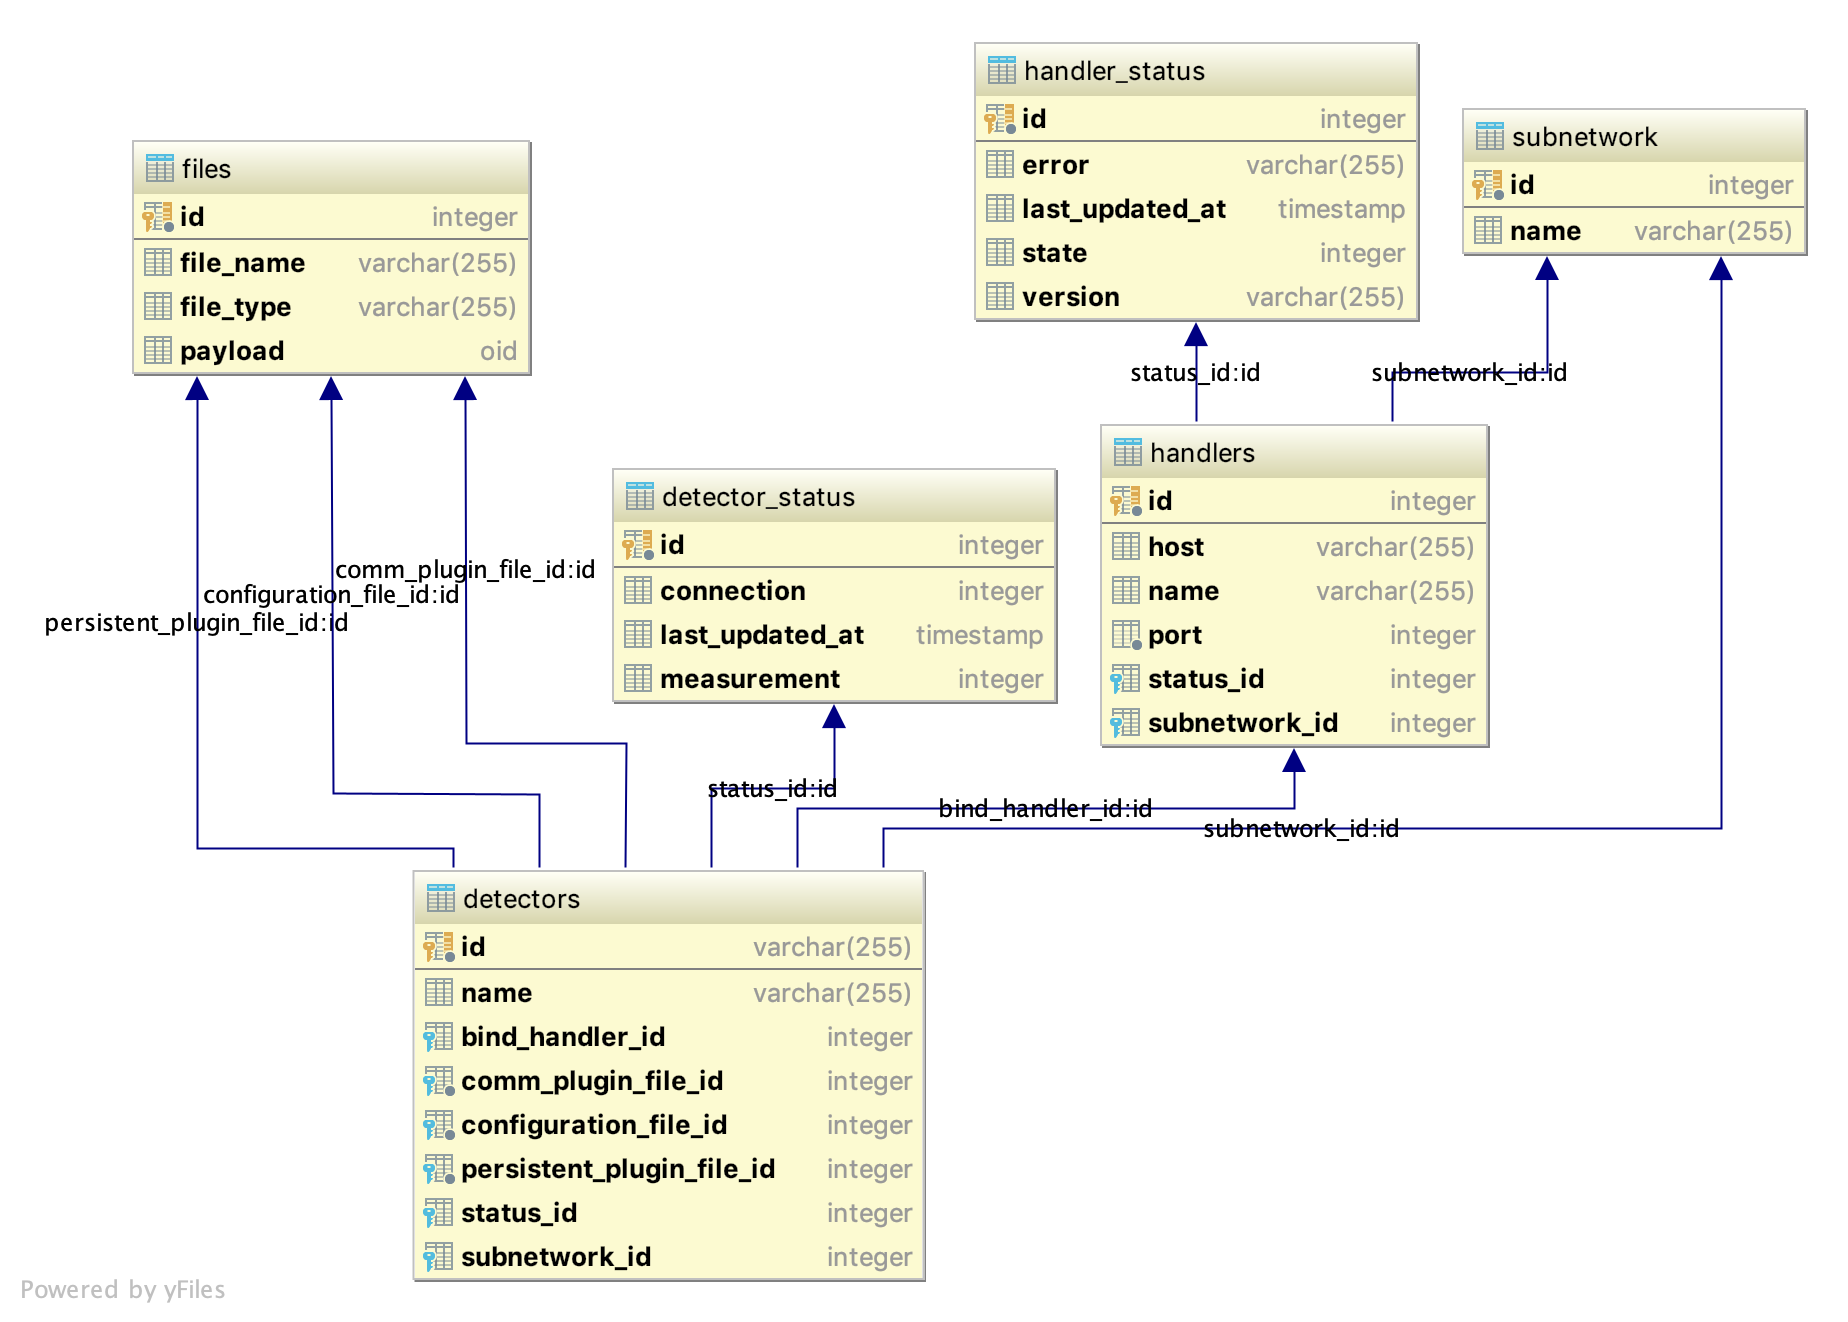 handler_status
id integer
error varchar(255)
last_updated_at timestamp
state integer
version varchar(255)
subnetwork
id integer
name varchar(255)
files
id integer
file_name varchar(255)
file_type varchar(255)
payload oid
status_id:id
subnetwork_id:id
handlers
id integer
host varchar(255)
name varchar(255)
port integer
status_id integer
subnetwork_id integer
detector_status
id integer
connection integer
last_updated_at timestamp
measurement integer
comm_plugin_file_id:id
configuration_file_id:id
persistent_plugin_file_id:id
status_id:id
bind_handler_id:id
subnetwork_id:id
detectors
id varchar(255)
name varchar(255)
bind_handler_id integer
comm_plugin_file_id integer
configuration_file_id integer
persistent_plugin_file_id integer
status_id integer
subnetwork_id integer
Powered by yFiles